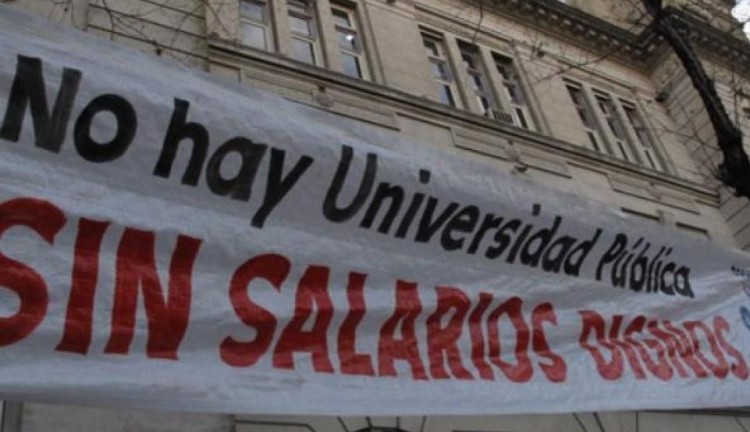 No hay Universidad Pública
SIN SALARIOS DIGNOS